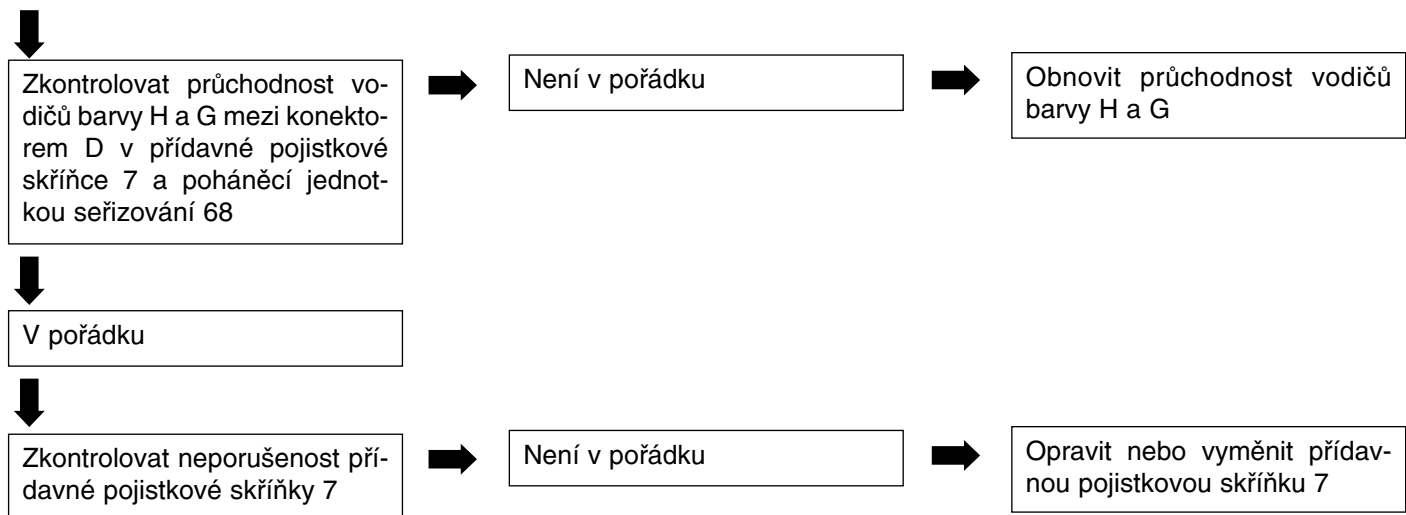 Zkontrolovat průchodnost vo-
dičů barvy H a G mezi konekto-
rem D v přídavné pojistkové
skříňce 7 a poháněcí jednot-
kou seřizování 68
Není v pořádku
Obnovit průchodnost vodičů
barvy H a G
V pořádku
Zkontrolovat neporušenost pří-
davné pojistkové skříňky 7
Není v pořádku
Opravit nebo vyměnit přídav-
nou pojistkovou skříňku 7